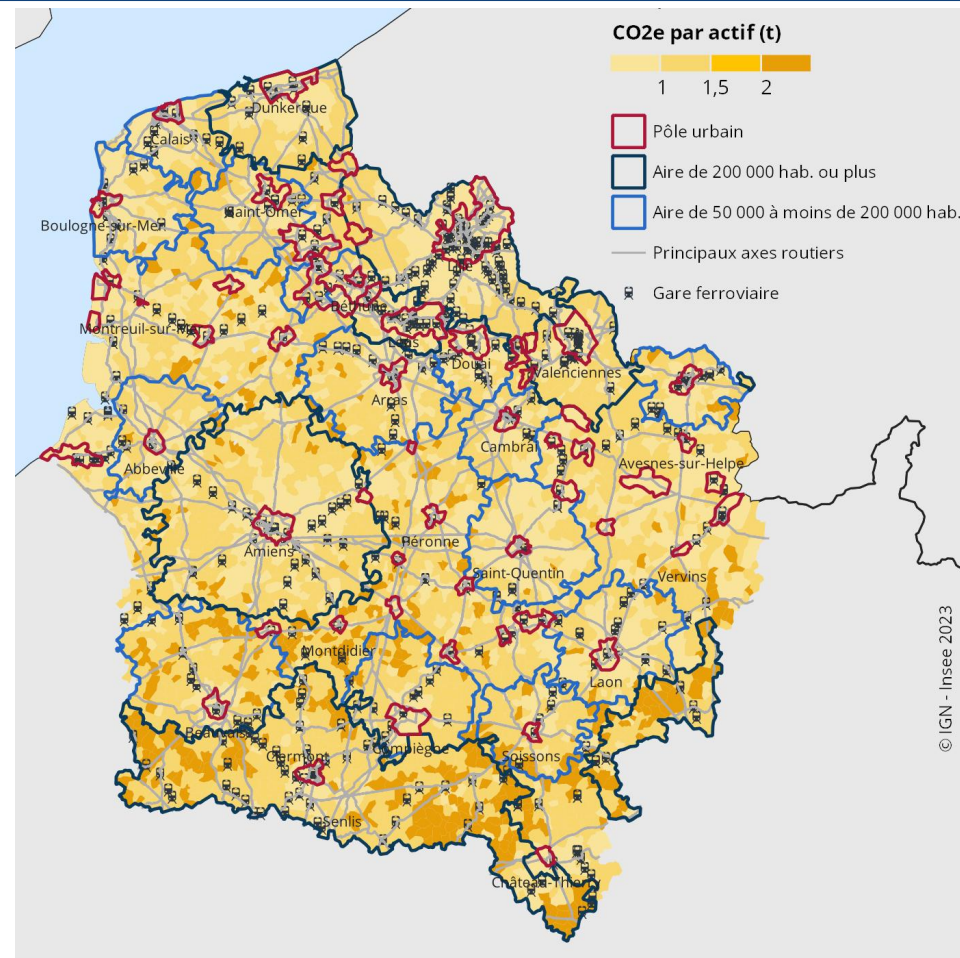 CO2e par actif (t)
1 1,5 2
Pôle urbain
Aire de 200 000 hab. ou plus
Aire de 50 000 à moins de 200 000 hab.
Principaux axes routiers
Gare ferroviaire
Dunkerque
Calais
Saint-Omer
Boulogne-sur-Mer
Béthune
Montreuil-sur-Mer
Lens
Douai
Valenciennes
Arras
Cambrai
Avesnes-sur-Helpe
Abbeville
Amiens
Péronne
Saint-Quentin
Vervins
Montdidier
Laon
Beauvais
Compiègne
Clermont
Soissons
Senlis
Château-Thierry
© IGN - Insee 2023